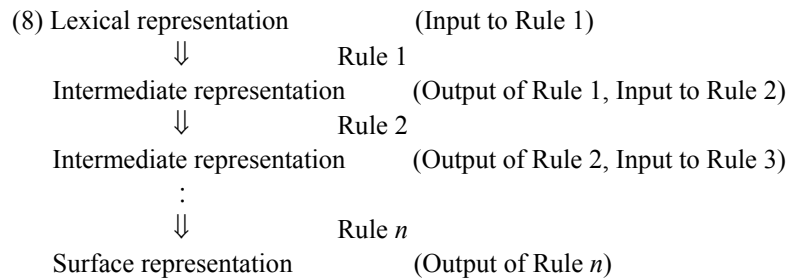 (8) Lexical representation (Input to Rule 1)
⇓ Rule 1
Intermediate representation (Output of Rule 1, Input to Rule 2)
⇓ Rule 2
Intermediate representation (Output of Rule 2, Input to Rule 3)
:
⇓ Rule n
Surface representation (Output of Rule n)